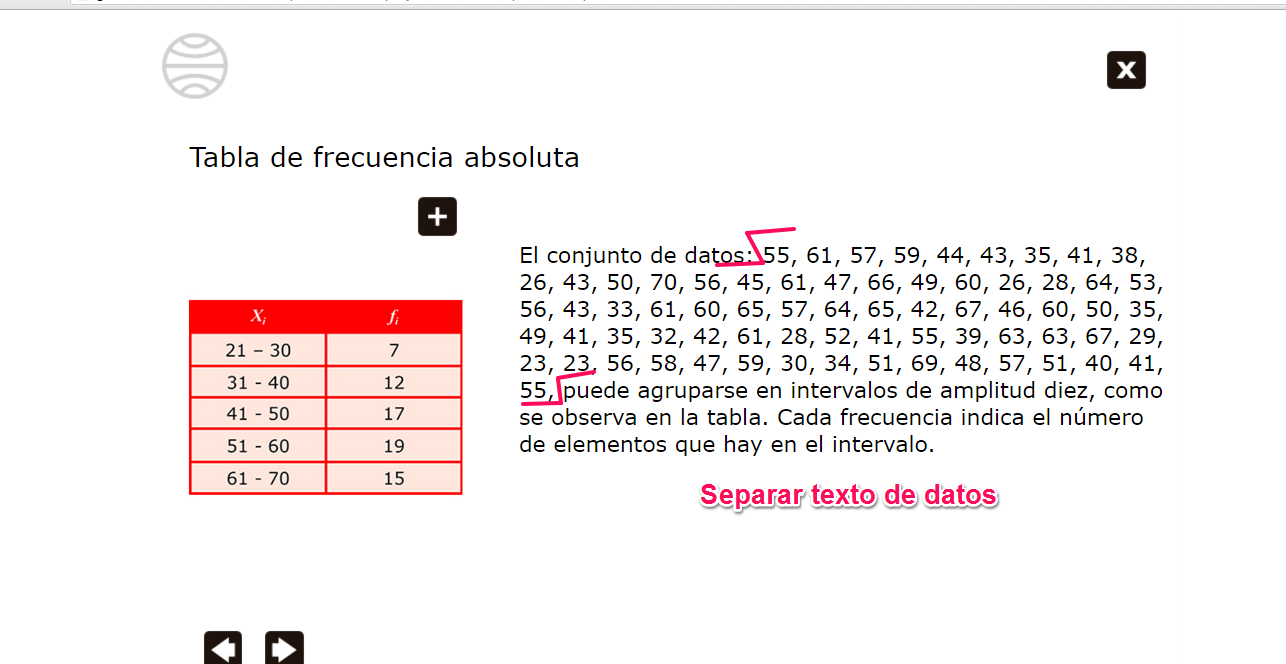 X
Tabla de frecuencia absoluta
+
El conjunto de datos: 55, 61, 57, 59, 44, 43, 35, 41, 38,
26, 43, 50, 70, 56, 45, 61, 47, 66, 49, 60, 26, 28, 64, 53,
56, 43, 33, 61, 60, 65, 57, 64, 65, 42, 67, 46, 60, 50, 35,
49, 41, 35, 32, 42, 61, 28, 52, 41, 55, 39, 63, 63, 67, 29,
23, 23, 56, 58, 47, 59, 30, 34, 51, 69, 48, 57, 51, 40, 41,
55, puede agruparse en intervalos de amplitud diez, como
se observa en la tabla. Cada frecuencia indica el número
de elementos que hay en el intervalo.
Xi fi
21 – 30 7
31 - 40 12
41 - 50 17
51 - 60 19
61 - 70 15
Separar texto de datos